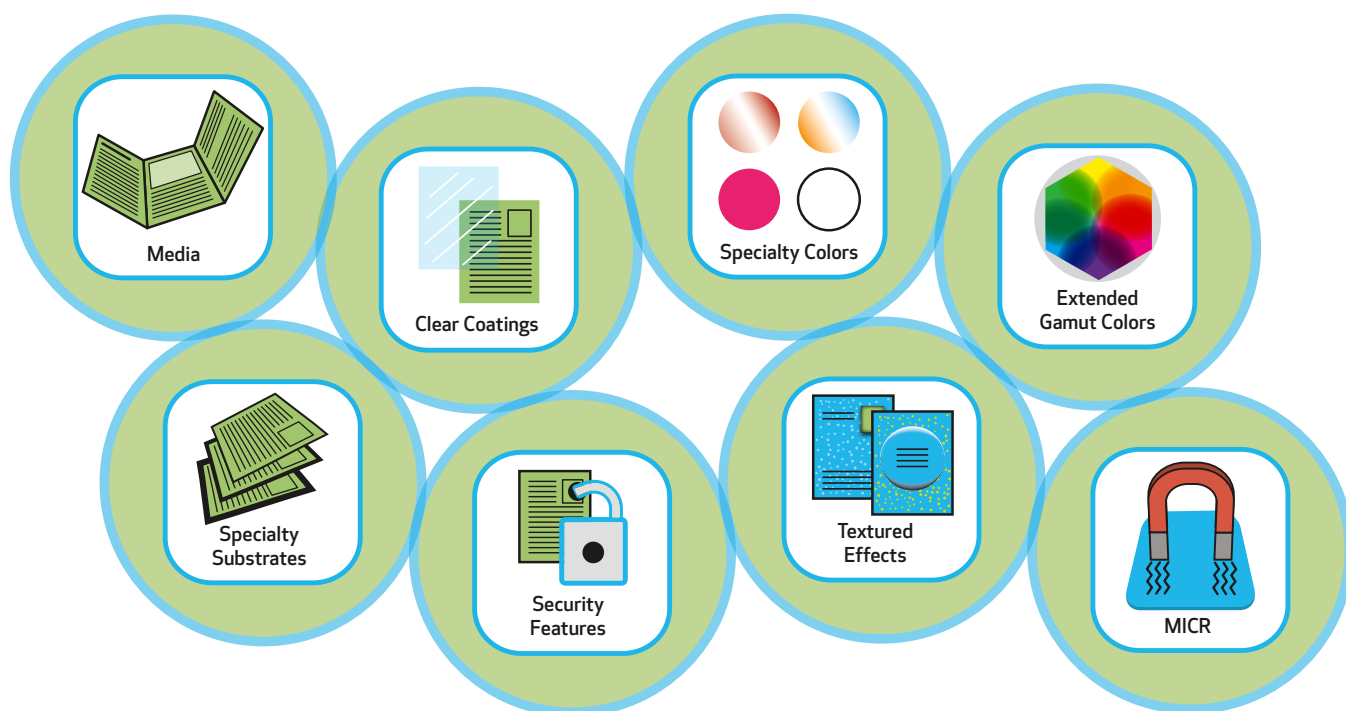 Media
Clear Coatings
Specialty Colors
Extended
Gamut Colors
Specialty
Substrates
Security
Features
Textured
Effects
MICR